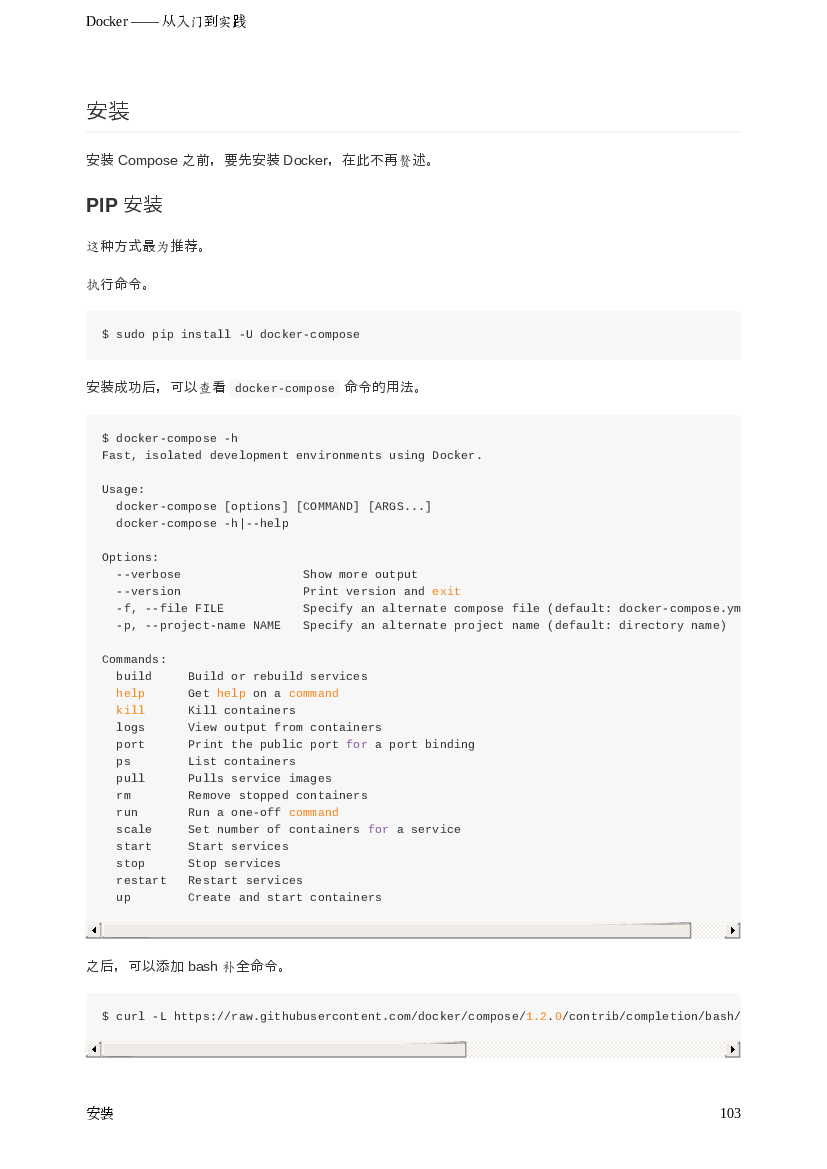 Docker —— 从入门到实践
安装
安装 Compose 之前，要先安装 Docker，在此不再赘述。
PIP 安装
这种方式最为推荐。
执行命令。
$ sudo pip install -U docker-compose
安装成功后，可以查看 docker-compose 命令的用法。
$ docker-compose -h
Fast, isolated development environments using Docker.
Usage:
  docker-compose [options] [COMMAND] [ARGS...]
  docker-compose -h|--help
Options:
  --verbose                 Show more output
  --version                 Print version and exit
  -f, --file FILE           Specify an alternate compose file (default: docker-compose.ym
  -p, --project-name NAME   Specify an alternate project name (default: directory name)
Commands:
  build     Build or rebuild services
  help      Get help on a command
  kill      Kill containers
  logs      View output from containers
  port      Print the public port for a port binding
  ps        List containers
  pull      Pulls service images
  rm        Remove stopped containers
  run       Run a one-off command
  scale     Set number of containers for a service
  start     Start services
  stop      Stop services
  restart   Restart services
  up        Create and start containers
之后，可以添加 bash 补全命令。
$ curl -L https://raw.githubusercontent.com/docker/compose/1.2.0/contrib/completion/bash/
安装 103